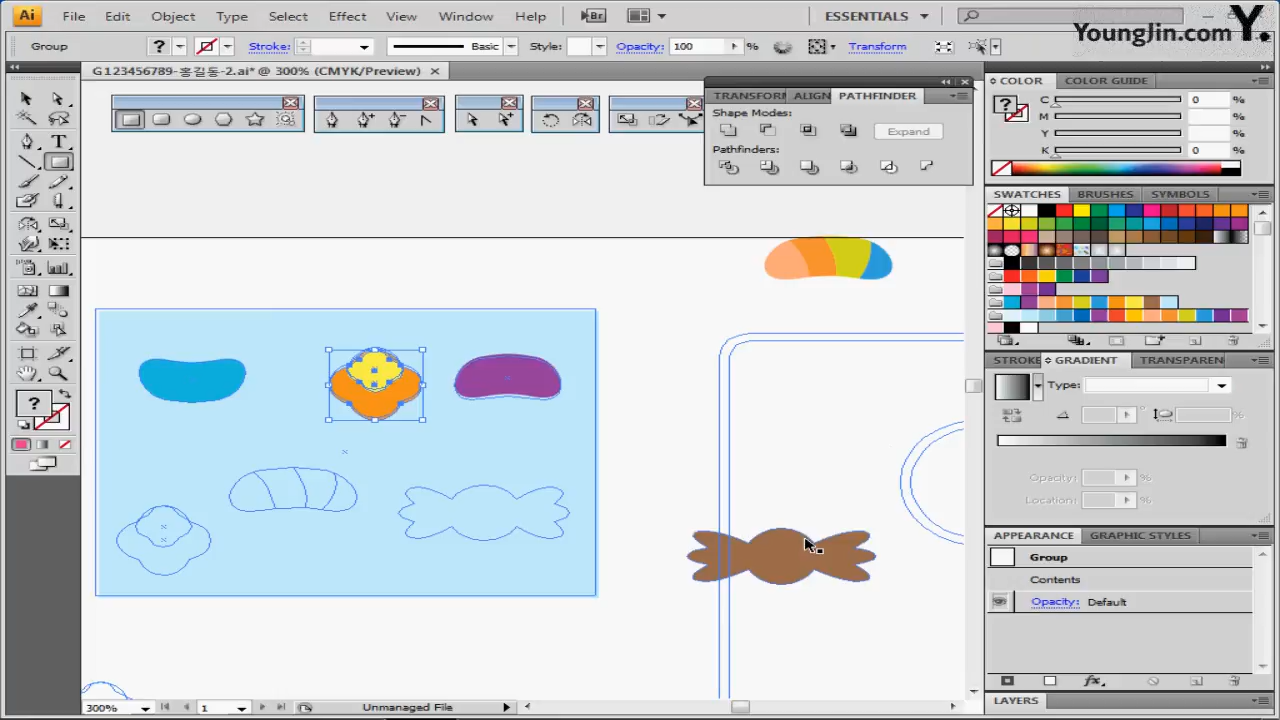 Ai File Edit Object Type Select Effect View Window Help Br ESSENTIALS
YoungJin.com Y.
Group ? Stroke: Basic Style: Opacity: 100 % Transform
G123456789-홍길동-2.ai* @ 300% (CMYK/Preview)
COLOR COLOR GUIDE
TRANSFORM ALIGN PATHFINDER
Shape Modes:
Expand
Pathfinders:
? C 0 %
M %
Y %
K 0 %
SWATCHES BRUSHES SYMBOLS
STROKE GRADIENT TRANSPAREN
Type:
Opacity: %
Location: %
?
APPEARANCE GRAPHIC STYLES
Group
Contents
Opacity: Default
fx
LAYERS
300% 1 Unmanaged File